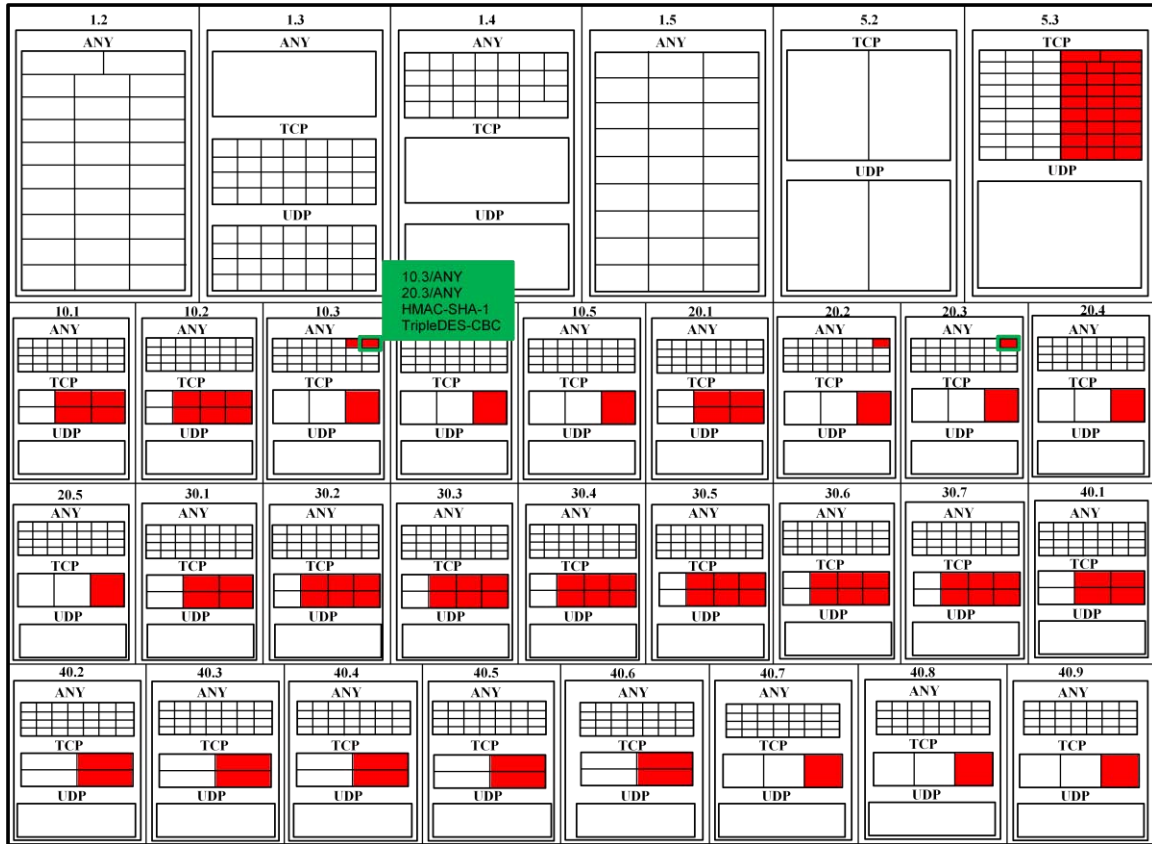 1.2 1.3 1.4 1.5 5.2 5.3
ANY ANY ANY ANY TCP TCP
TCP TCP
UDP UDP
UDP UDP
10.3/ANY
20.3/ANY
HMAC-SHA-1
TripleDES-CBC
10.1 10.2 10.3 10.5 20.1 20.2 20.3 20.4
ANY ANY ANY ANY ANY ANY ANY ANY
TCP TCP TCP TCP TCP TCP TCP TCP TCP
UDP UDP UDP UDP UDP UDP UDP UDP UDP
20.5 30.1 30.2 30.3 30.4 30.5 30.6 30.7 40.1
ANY ANY ANY ANY ANY ANY ANY ANY ANY
TCP TCP TCP TCP TCP TCP TCP TCP TCP
UDP UDP UDP UDP UDP UDP UDP UDP UDP
40.2 40.3 40.4 40.5 40.6 40.7 40.8 40.9
ANY ANY ANY ANY ANY ANY ANY ANY
TCP TCP TCP TCP TCP TCP TCP TCP
UDP UDP UDP UDP UDP UDP UDP UDP